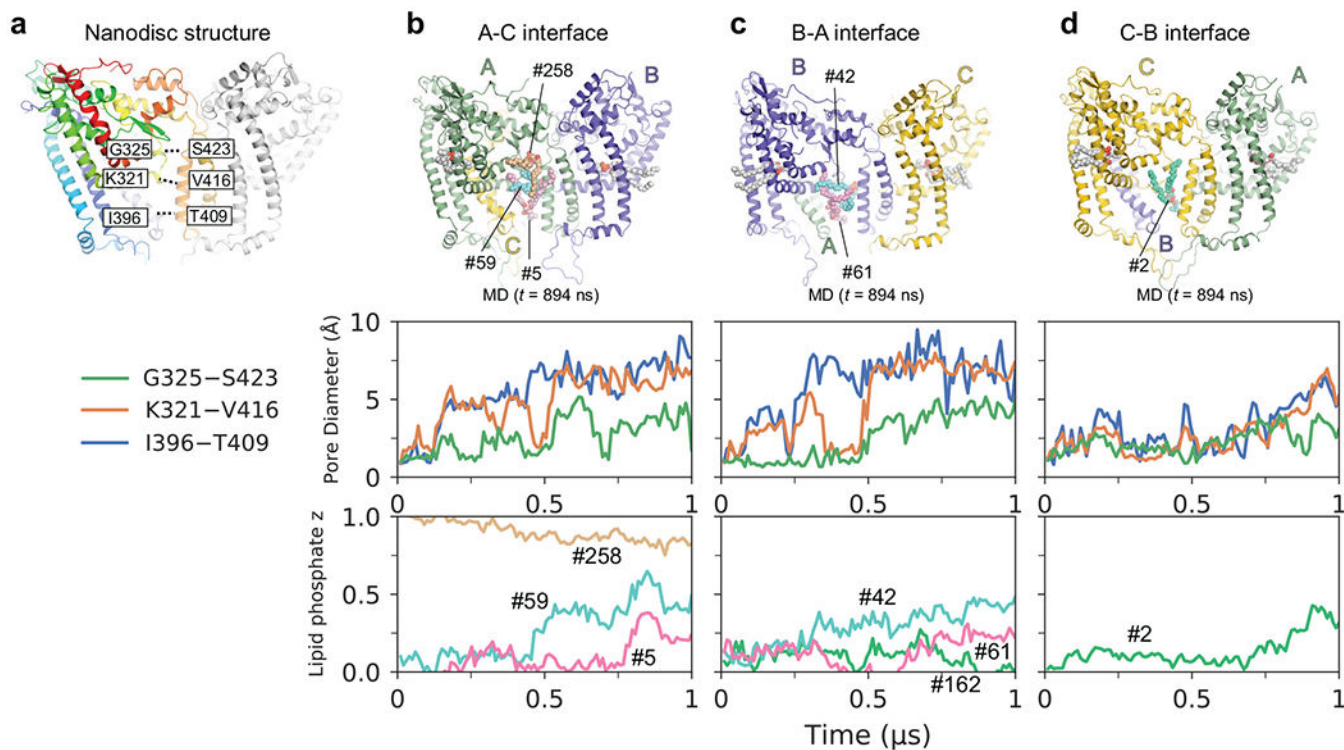 a
Nanodisc structure
G325 S423
K321 V416
I396 T409
b
A-C interface
A
#258
B
C
#59
#5
MD (t = 894 ns)
c
B-A interface
B
#42
C
A
#61
MD (t = 894 ns)
d
C-B interface
C
A
B
#2
MD (t = 894 ns)
G325–S423
K321–V416
I396–T409
Pore Diameter (Å)
10
5
0
0 0.5 1
0 0.5 1
0 0.5 1
Lipid phosphate z
1.0
0.5
0.0
#258
#59
#5
#42
#61
#162
#2
0 0.5 1
0 0.5 1
0 0.5 1
Time (µs)